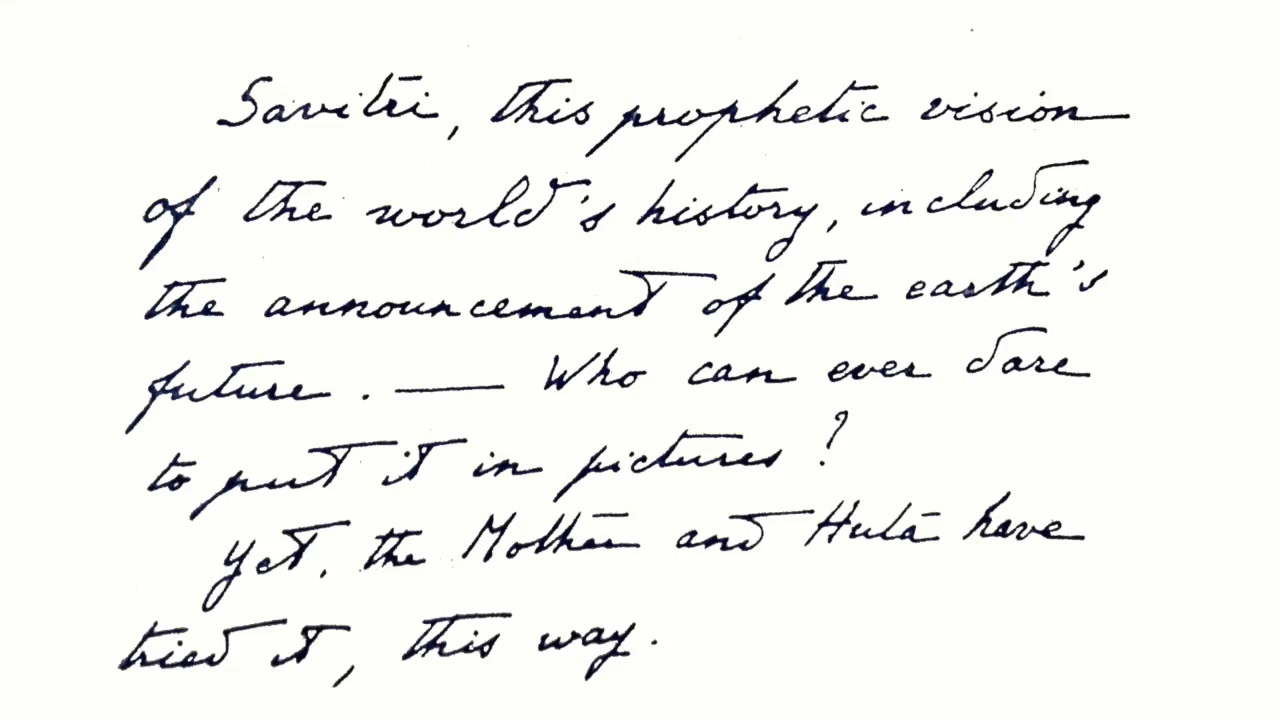 Savitri, this prophetic vision
of the world's history, including
the announcement of the earth's
future. — Who can ever dare
to put it in pictures?
Yet, the Mother and Huta have
tried it, this way.